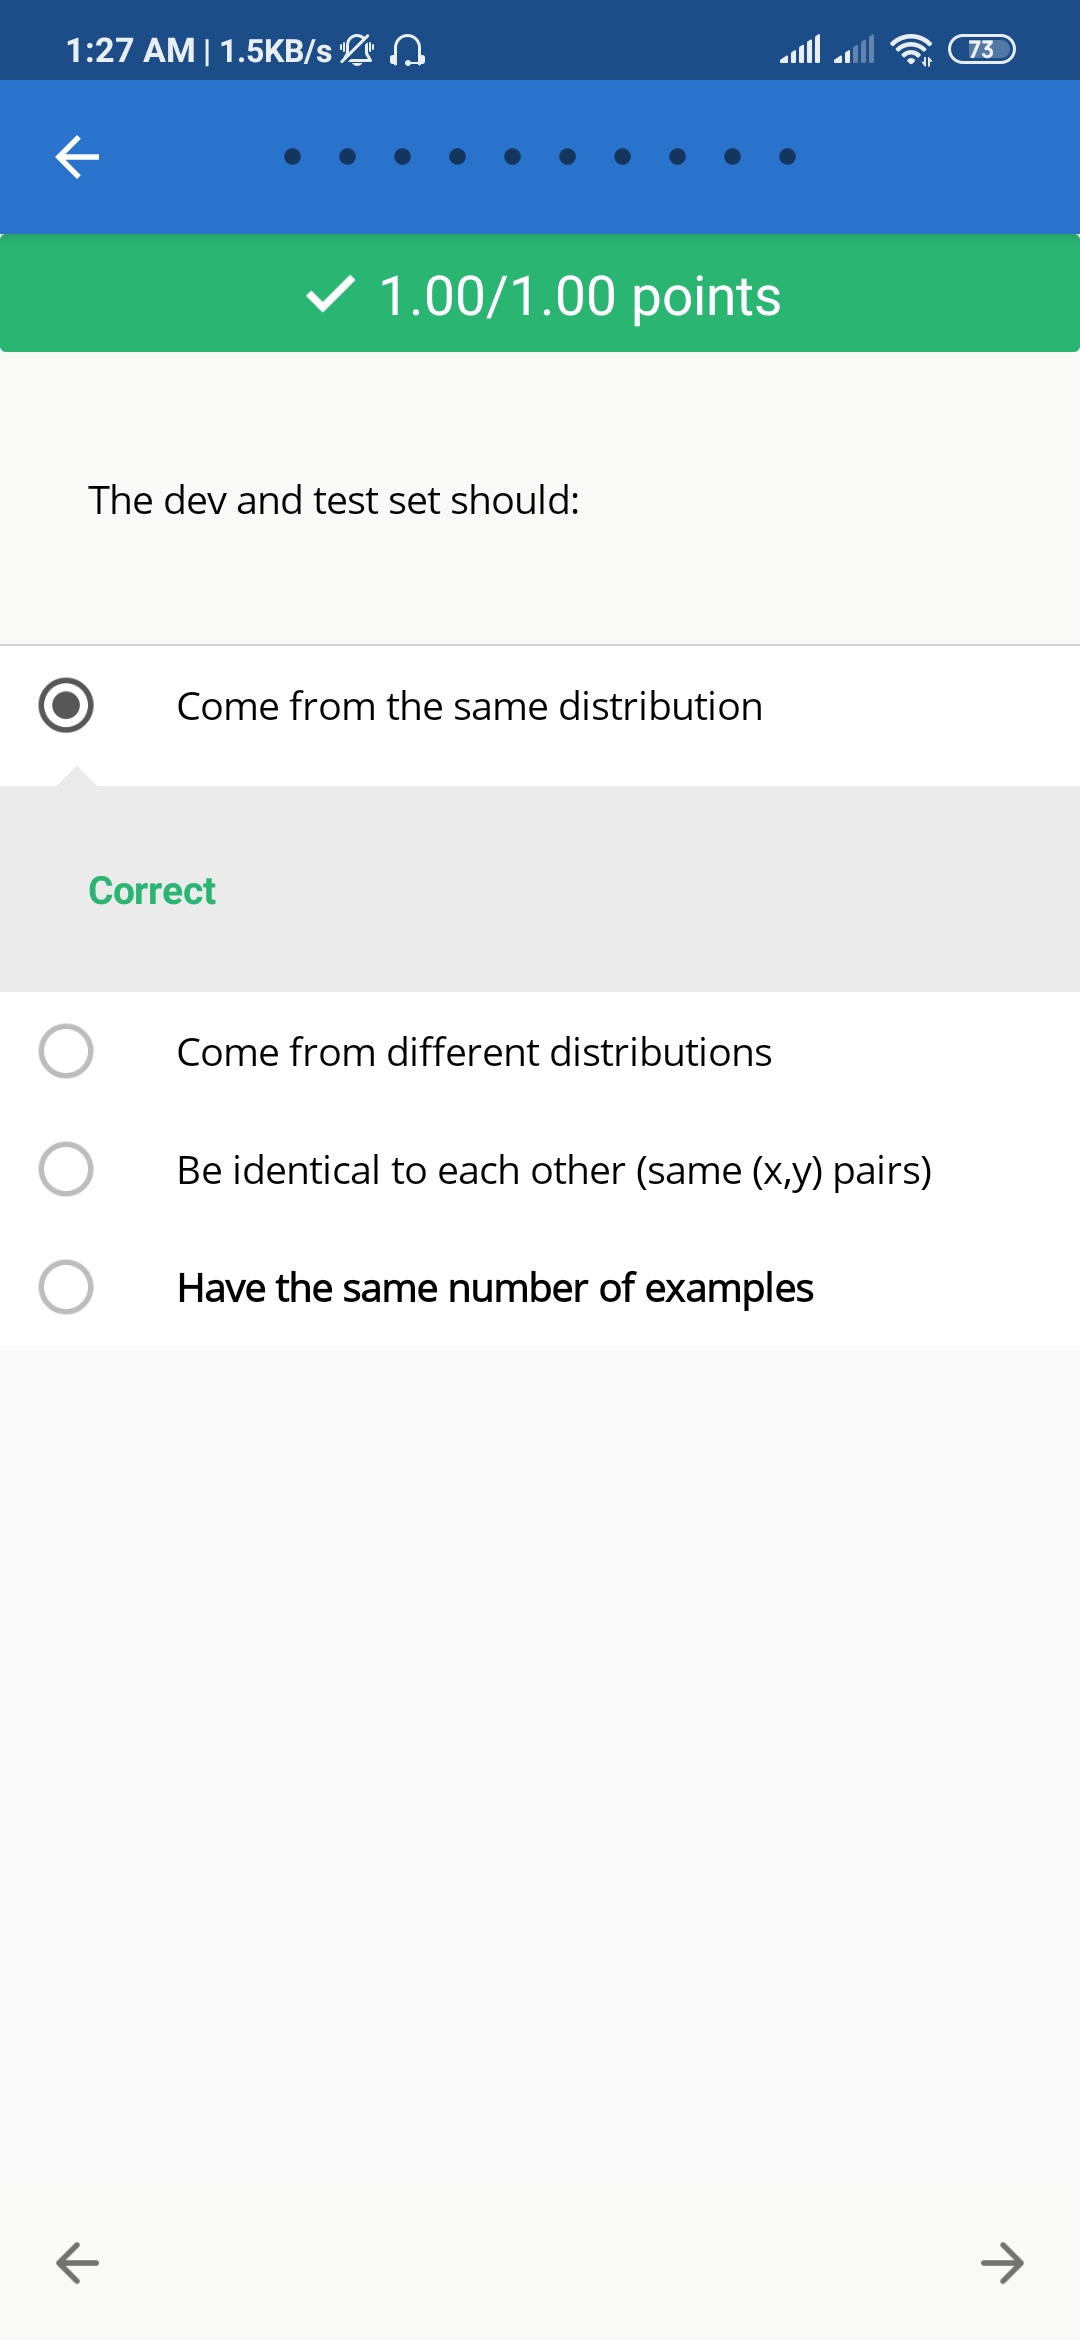 1:27 AM | 1.5KB/s 73
1.00/1.00 points
The dev and test set should:
Come from the same distribution
Correct
Come from different distributions
Be identical to each other (same (x,y) pairs)
Have the same number of examples